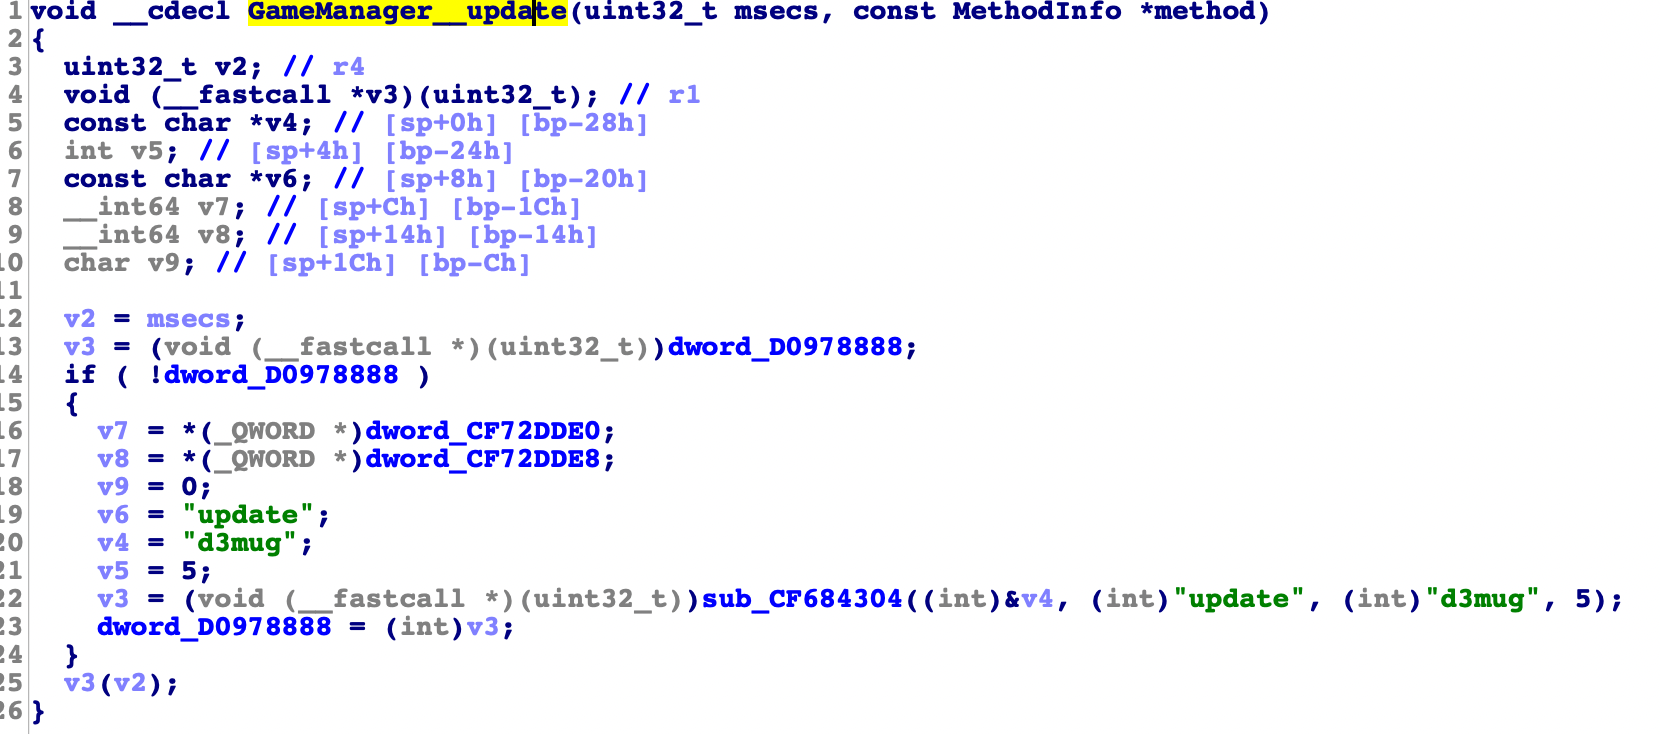 1 void __cdecl GameManager__update(uint32_t msecs, const MethodInfo *method)
2 {
3 uint32_t v2; // r4
4 void (__fastcall *v3)(uint32_t); // r1
5 const char *v4; // [sp+0h] [bp-28h]
6 int v5; // [sp+4h] [bp-24h]
7 const char *v6; // [sp+8h] [bp-20h]
8 __int64 v7; // [sp+Ch] [bp-1Ch]
9 __int64 v8; // [sp+14h] [bp-14h]
10 char v9; // [sp+1Ch] [bp-Ch]
11
12 v2 = msecs;
13 v3 = (void (__fastcall *)(uint32_t))dword_D0978888;
14 if ( !dword_D0978888 )
15 {
16 v7 = *(_QWORD *)dword_CF72DDE0;
17 v8 = *(_QWORD *)dword_CF72DDE8;
18 v9 = 0;
19 v6 = "update";
20 v4 = "d3mug";
21 v5 = 5;
22 v3 = (void (__fastcall *)(uint32_t))sub_CF684304((int)&v4, (int)"update", (int)"d3mug", 5);
23 dword_D0978888 = (int)v3;
24 }
25 v3(v2);
26 }